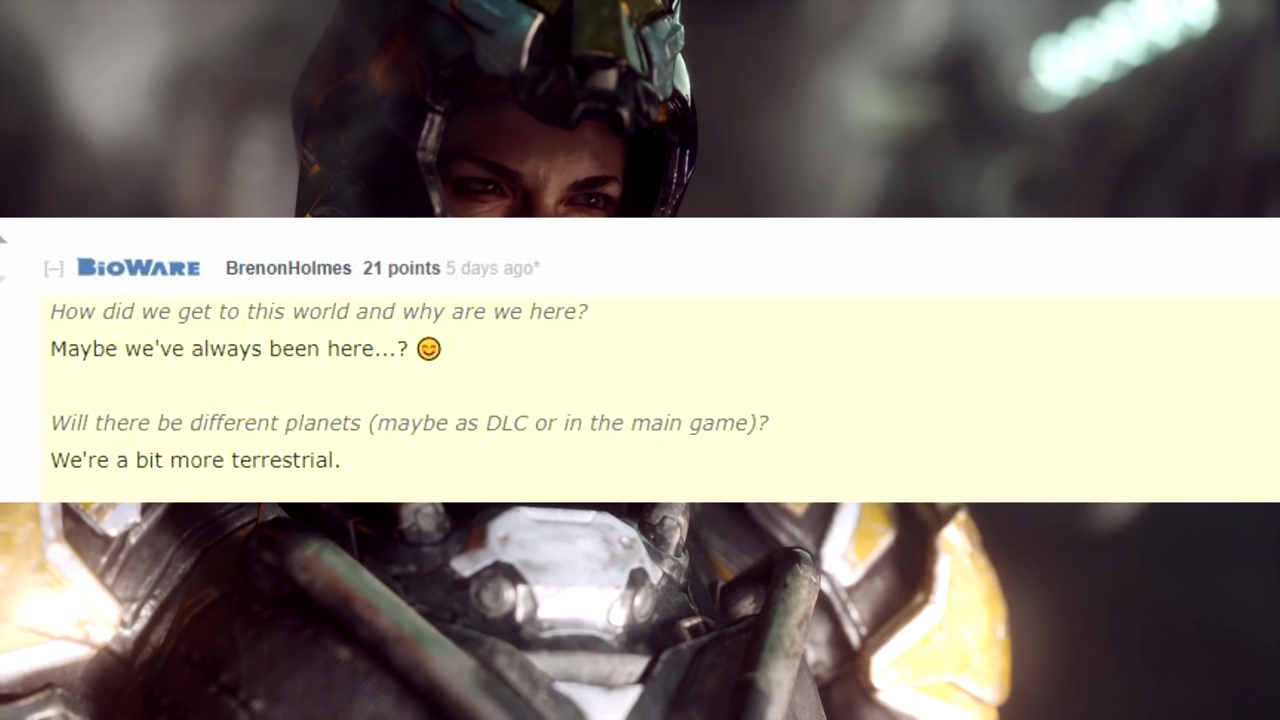 [–] BIOWARE BrenonHolmes 21 points 5 days ago*
How did we get to this world and why are we here?
Maybe we've always been here...? 😊
Will there be different planets (maybe as DLC or in the main game)?
We're a bit more terrestrial.